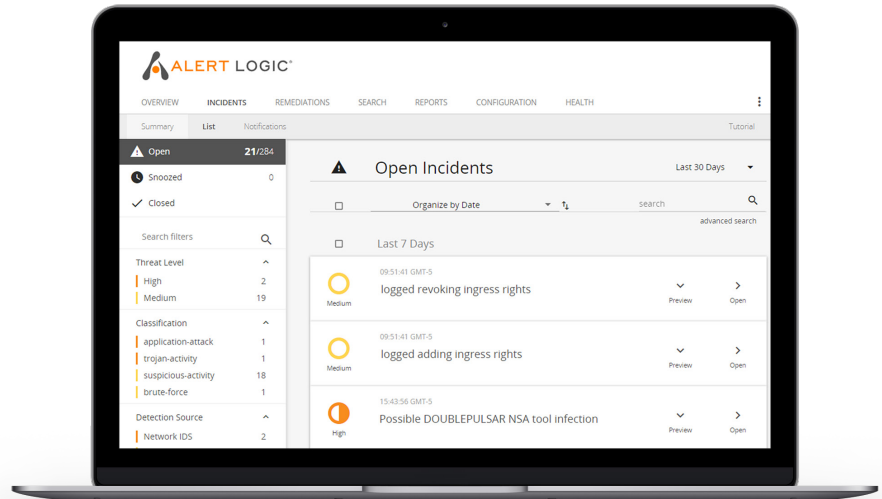 ALERT LOGIC®
OVERVIEW INCIDENTS REMEDIATIONS SEARCH REPORTS CONFIGURATION HEALTH
Summary List Notifications Tutorial
Open 21/284
Snoozed 0
Closed
Search filters
Threat Level
High 2
Medium 19
Classification
application-attack 1
trojan-activity 1
suspicious-activity 18
brute-force 1
Detection Source
Network IDS 2
Open Incidents Last 30 Days
Organize by Date search
advanced search
Last 7 Days
09:51:41 GMT-5
logged revoking ingress rights
Medium Preview Open
09:51:41 GMT-5
logged adding ingress rights
Medium Preview Open
15:43:56 GMT-5
Possible DOUBLEPULSAR NSA tool infection
High Preview Open